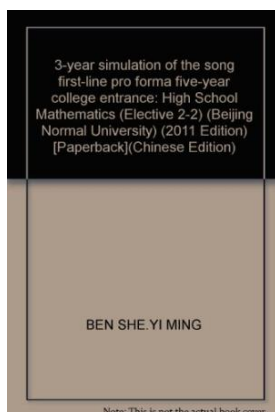 3-year simulation of the song
first-line pro forma five-year
college entrance: High School
Mathematics (Elective 2-2) (Beijing
Normal University) (2011 Edition)
[Paperback](Chinese Edition)
BEN SHE.YI MING
Note: This is not the actual book cover